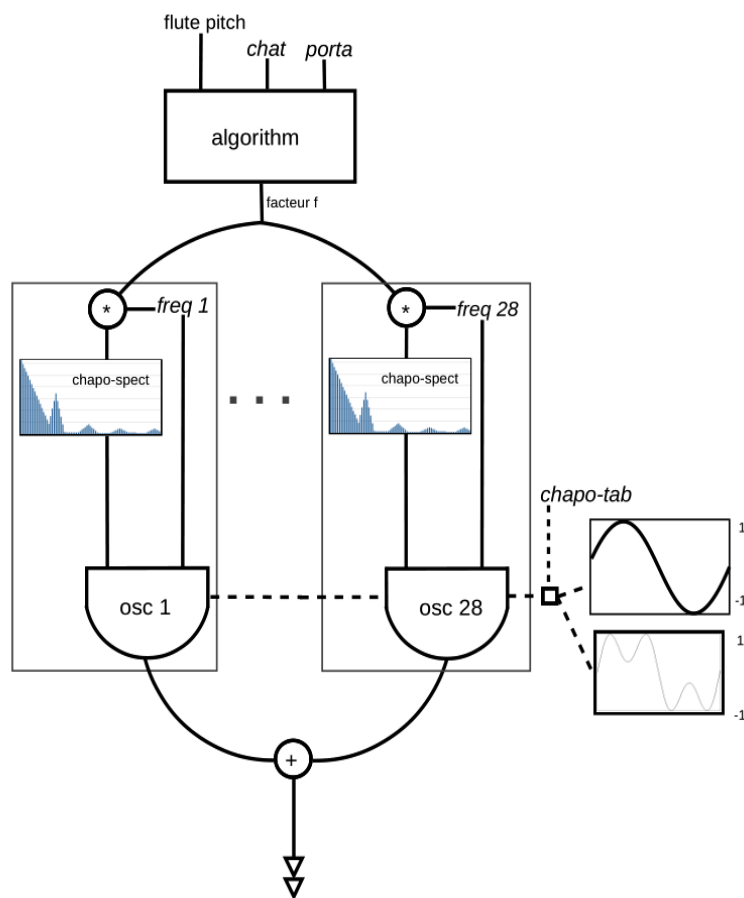 flute pitch
chat
porta
algorithm
facteur f
*
freq 1
*
freq 28
chapo-spect
chapo-spect
chapo-tab
1
-1
osc 1
osc 28
1
-1
+